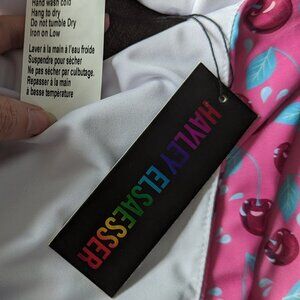 Hand wash cold
Hang to dry
Do not tumble Dry
Iron on Low
Laver à la main à l'eau froide
Suspendre pour sécher
Ne pas sécher par culbutage.
Repasser à la main
à basse température
HAYLEY ELSAESSER